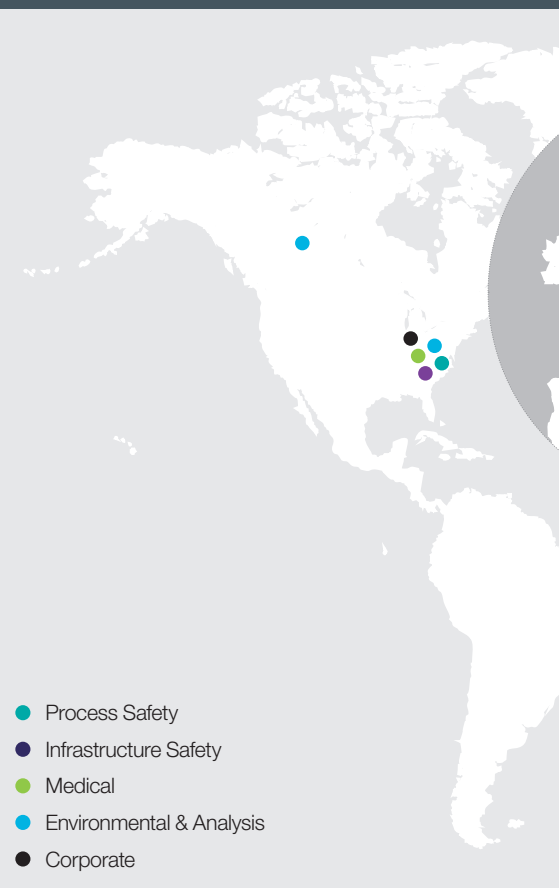 Process Safety
Infrastructure Safety
Medical
Environmental & Analysis
Corporate